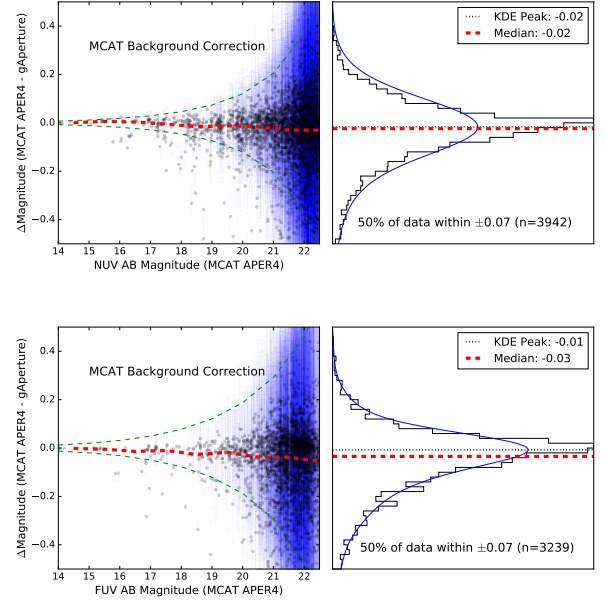 0.4
0.2
0.0
−0.2
−0.4
ΔMagnitude (MCAT APER4 - gAperture)
MCAT Background Correction
14 15 16 17 18 19 20 21 22
NUV AB Magnitude (MCAT APER4)
KDE Peak: -0.02
Median: -0.02
50% of data within ±0.07 (n=3942)
0.4
0.2
0.0
−0.2
−0.4
ΔMagnitude (MCAT APER4 - gAperture)
MCAT Background Correction
14 15 16 17 18 19 20 21 22
FUV AB Magnitude (MCAT APER4)
KDE Peak: -0.01
Median: -0.03
50% of data within ±0.07 (n=3239)